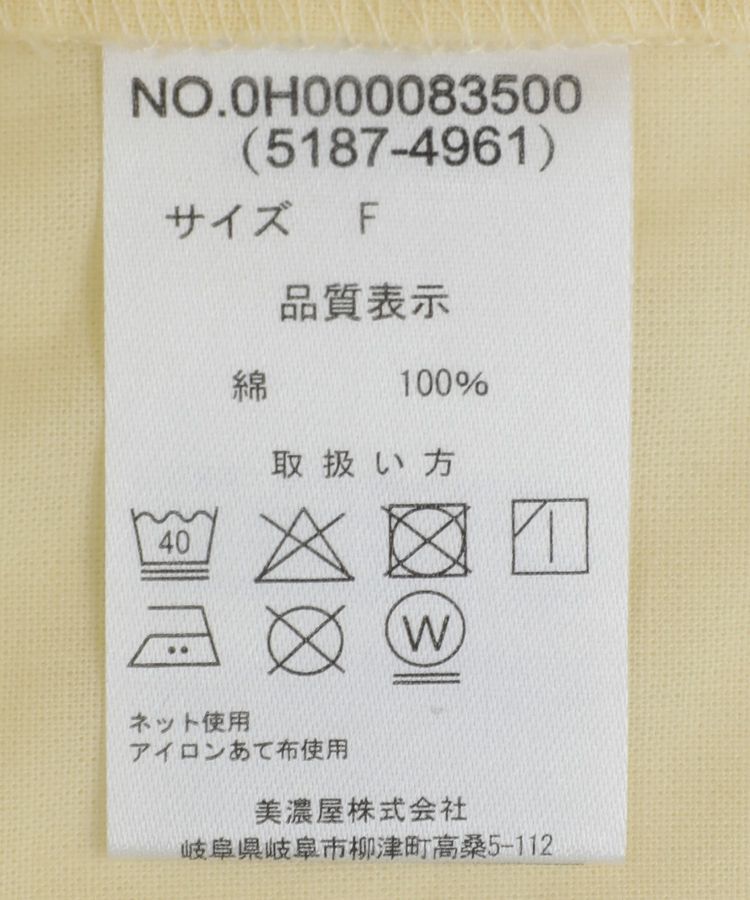 NO.0H000083500
(5187-4961)
サイズ F
品質表示
綿 100%
取扱い方
40
W
ネット使用
アイロンあて布使用
美濃屋株式会社
岐阜県岐阜市柳津町高桑5-112